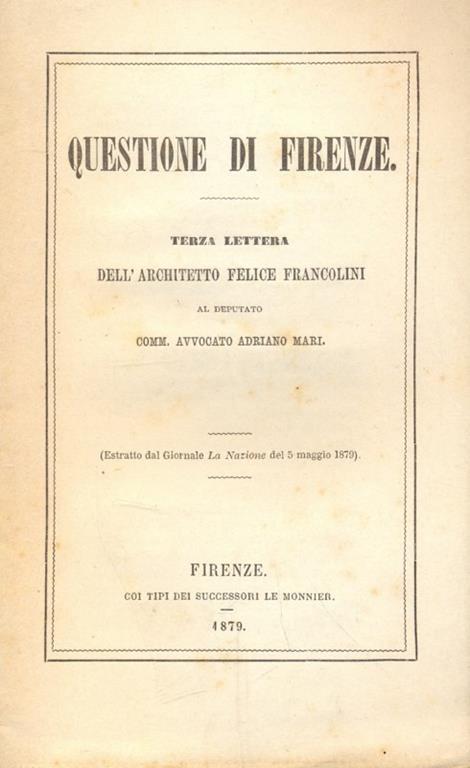 QUESTIONE DI FIRENZE.
TERZA LETTERA
DELL'ARCHITETTO FELICE FRANCOLINI
AL DEPUTATO
COMM. AVVOCATO ADRIANO MARI.
(Estratto dal Giornale La Nazione del 5 maggio 1879).
FIRENZE.
COI TIPI DEI SUCCESSORI LE MONNIER.
1879.